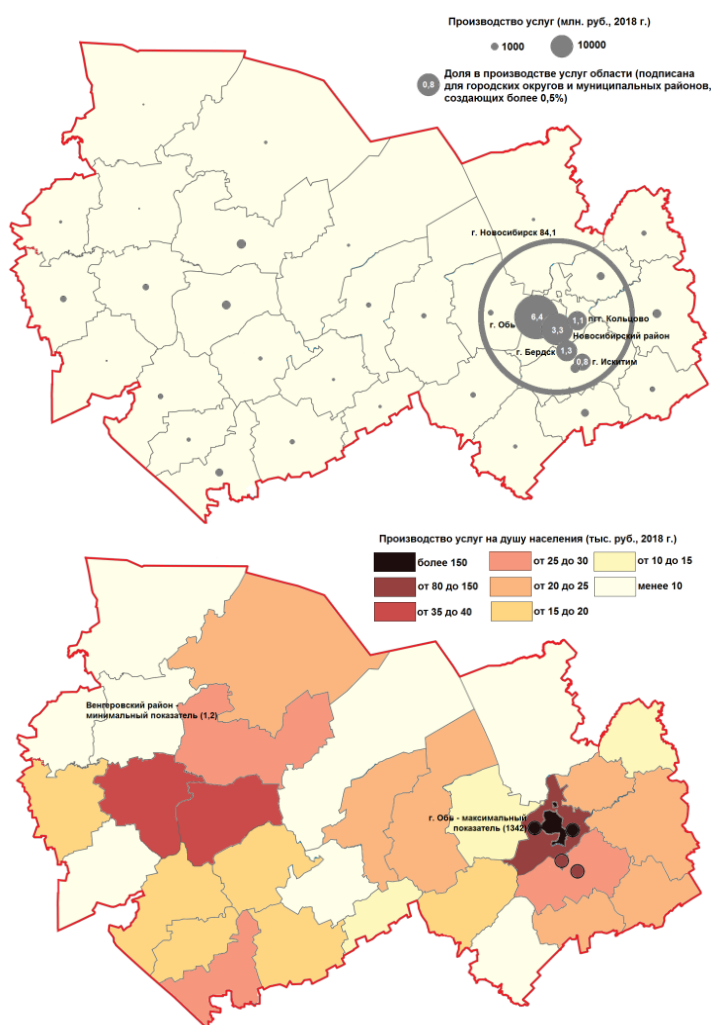 Производство услуг (млн. руб., 2018 г.)
1000
10000
0,8
Доля в производстве услуг области (подписана
для городских округов и муниципальных районов,
создающих более 0,5%)
г. Новосибирск 84,1
6,4
г. Обь
3,3
1,1
пгт. Кольцово
Новосибирский район
г. Бердск
1,3
0,8
г. Искитим
Производство услуг на душу населения (тыс. руб., 2018 г.)
более 150
от 25 до 30
от 10 до 15
от 80 до 150
от 20 до 25
менее 10
от 35 до 40
от 15 до 20
Венгеровский район -
минимальный показатель (1,2)
г. Обь - максимальный
показатель (1342)